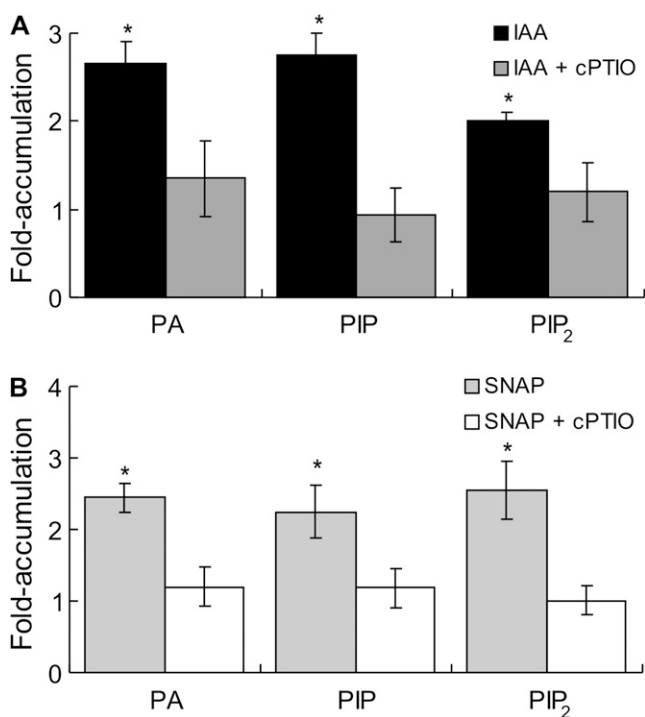 A
3
2
1
0
Fold-accumulation
* * *
IAA
IAA + cPTIO
PA PIP PIP₂
B
4
3
2
1
0
Fold-accumulation
* * *
SNAP
SNAP + cPTIO
PA PIP PIP₂